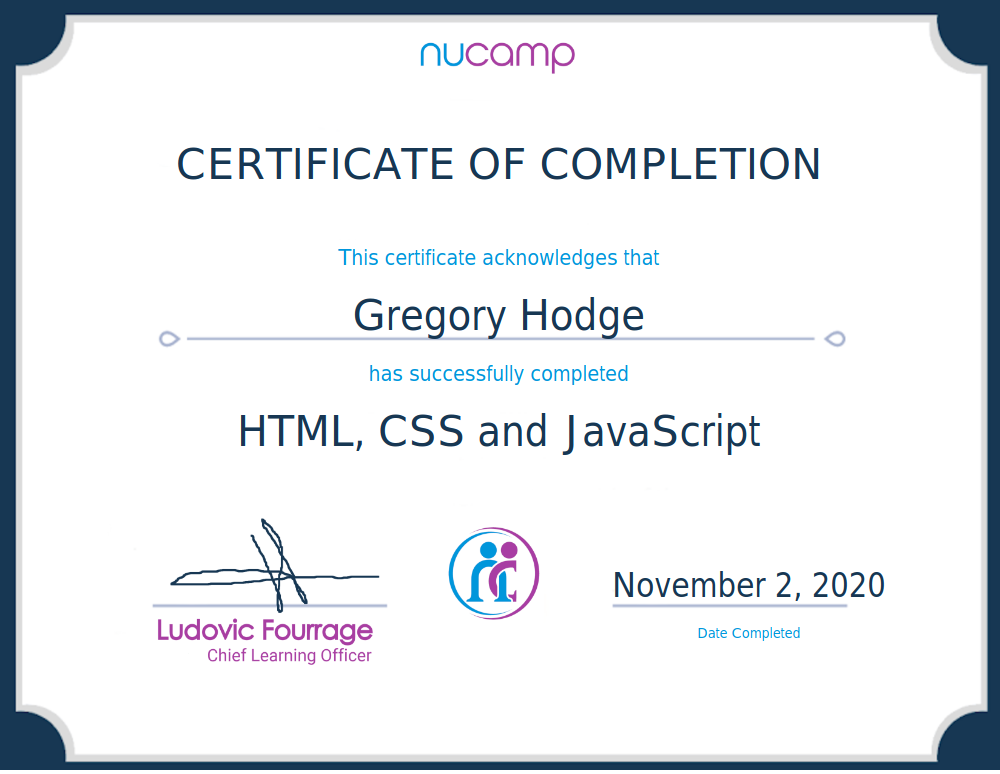 nucamp
CERTIFICATE OF COMPLETION
This certificate acknowledges that
Gregory Hodge
has successfully completed
HTML, CSS and JavaScript
November 2, 2020
Ludovic Fourrage
Date Completed
Chief Learning Officer